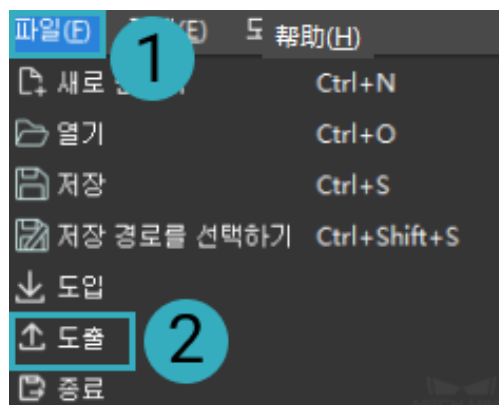 파일(F) (E) 帮助(H)
1
새로 Ctrl+N
열기 Ctrl+O
저장 Ctrl+S
저장 경로를 선택하기 Ctrl+Shift+S
도입
도출
2
종료